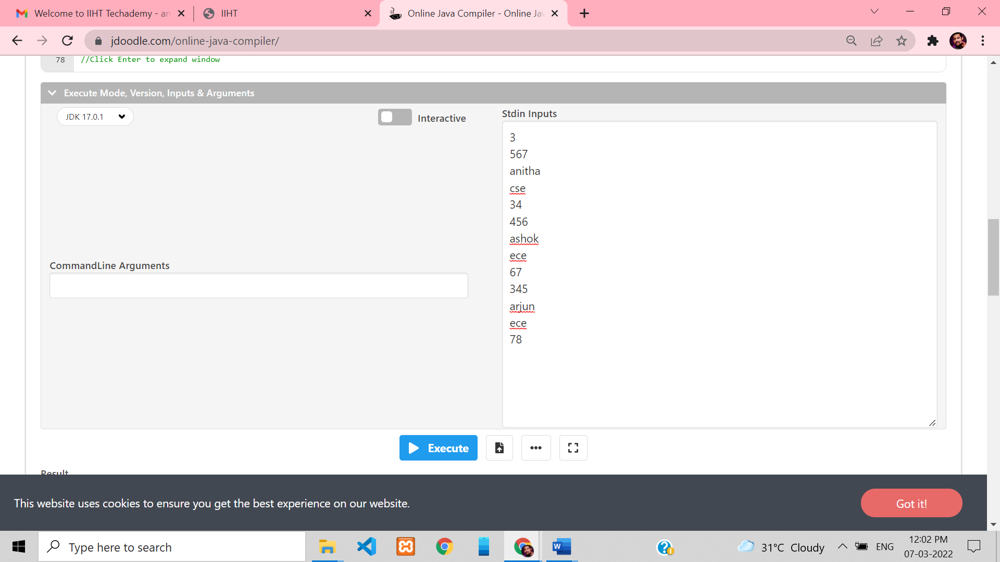 Welcome to IIHT Techademy - an
IIHT
Online Java Compiler - Online Jav
jdoodle.com/online-java-compiler/
78 //Click Enter to expand window
Execute Mode, Version, Inputs & Arguments
JDK 17.0.1
Interactive
Stdin Inputs
3
567
anitha
cse
34
456
ashok
ece
67
345
arjun
ece
78
CommandLine Arguments
Execute
Result
This website uses cookies to ensure you get the best experience on our website.
Got it!
Type here to search
31°C Cloudy
ENG
12:02 PM
07-03-2022